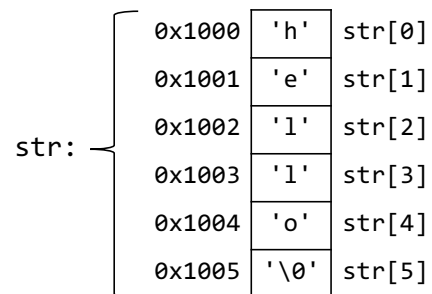 0x1000 'h' str[0]
0x1001 'e' str[1]
0x1002 'l' str[2]
str:
0x1003 'l' str[3]
0x1004 'o' str[4]
0x1005 '\0' str[5]